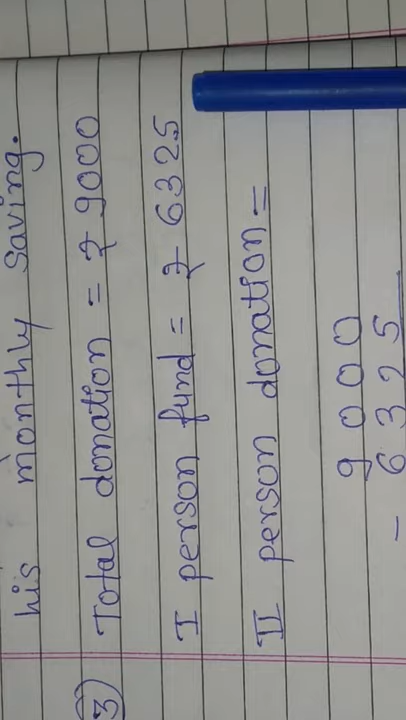 his monthly saving.
③ Total donation = ₹ 9000
I person fund = ₹ 6325
II person donation =
9000
- 6325